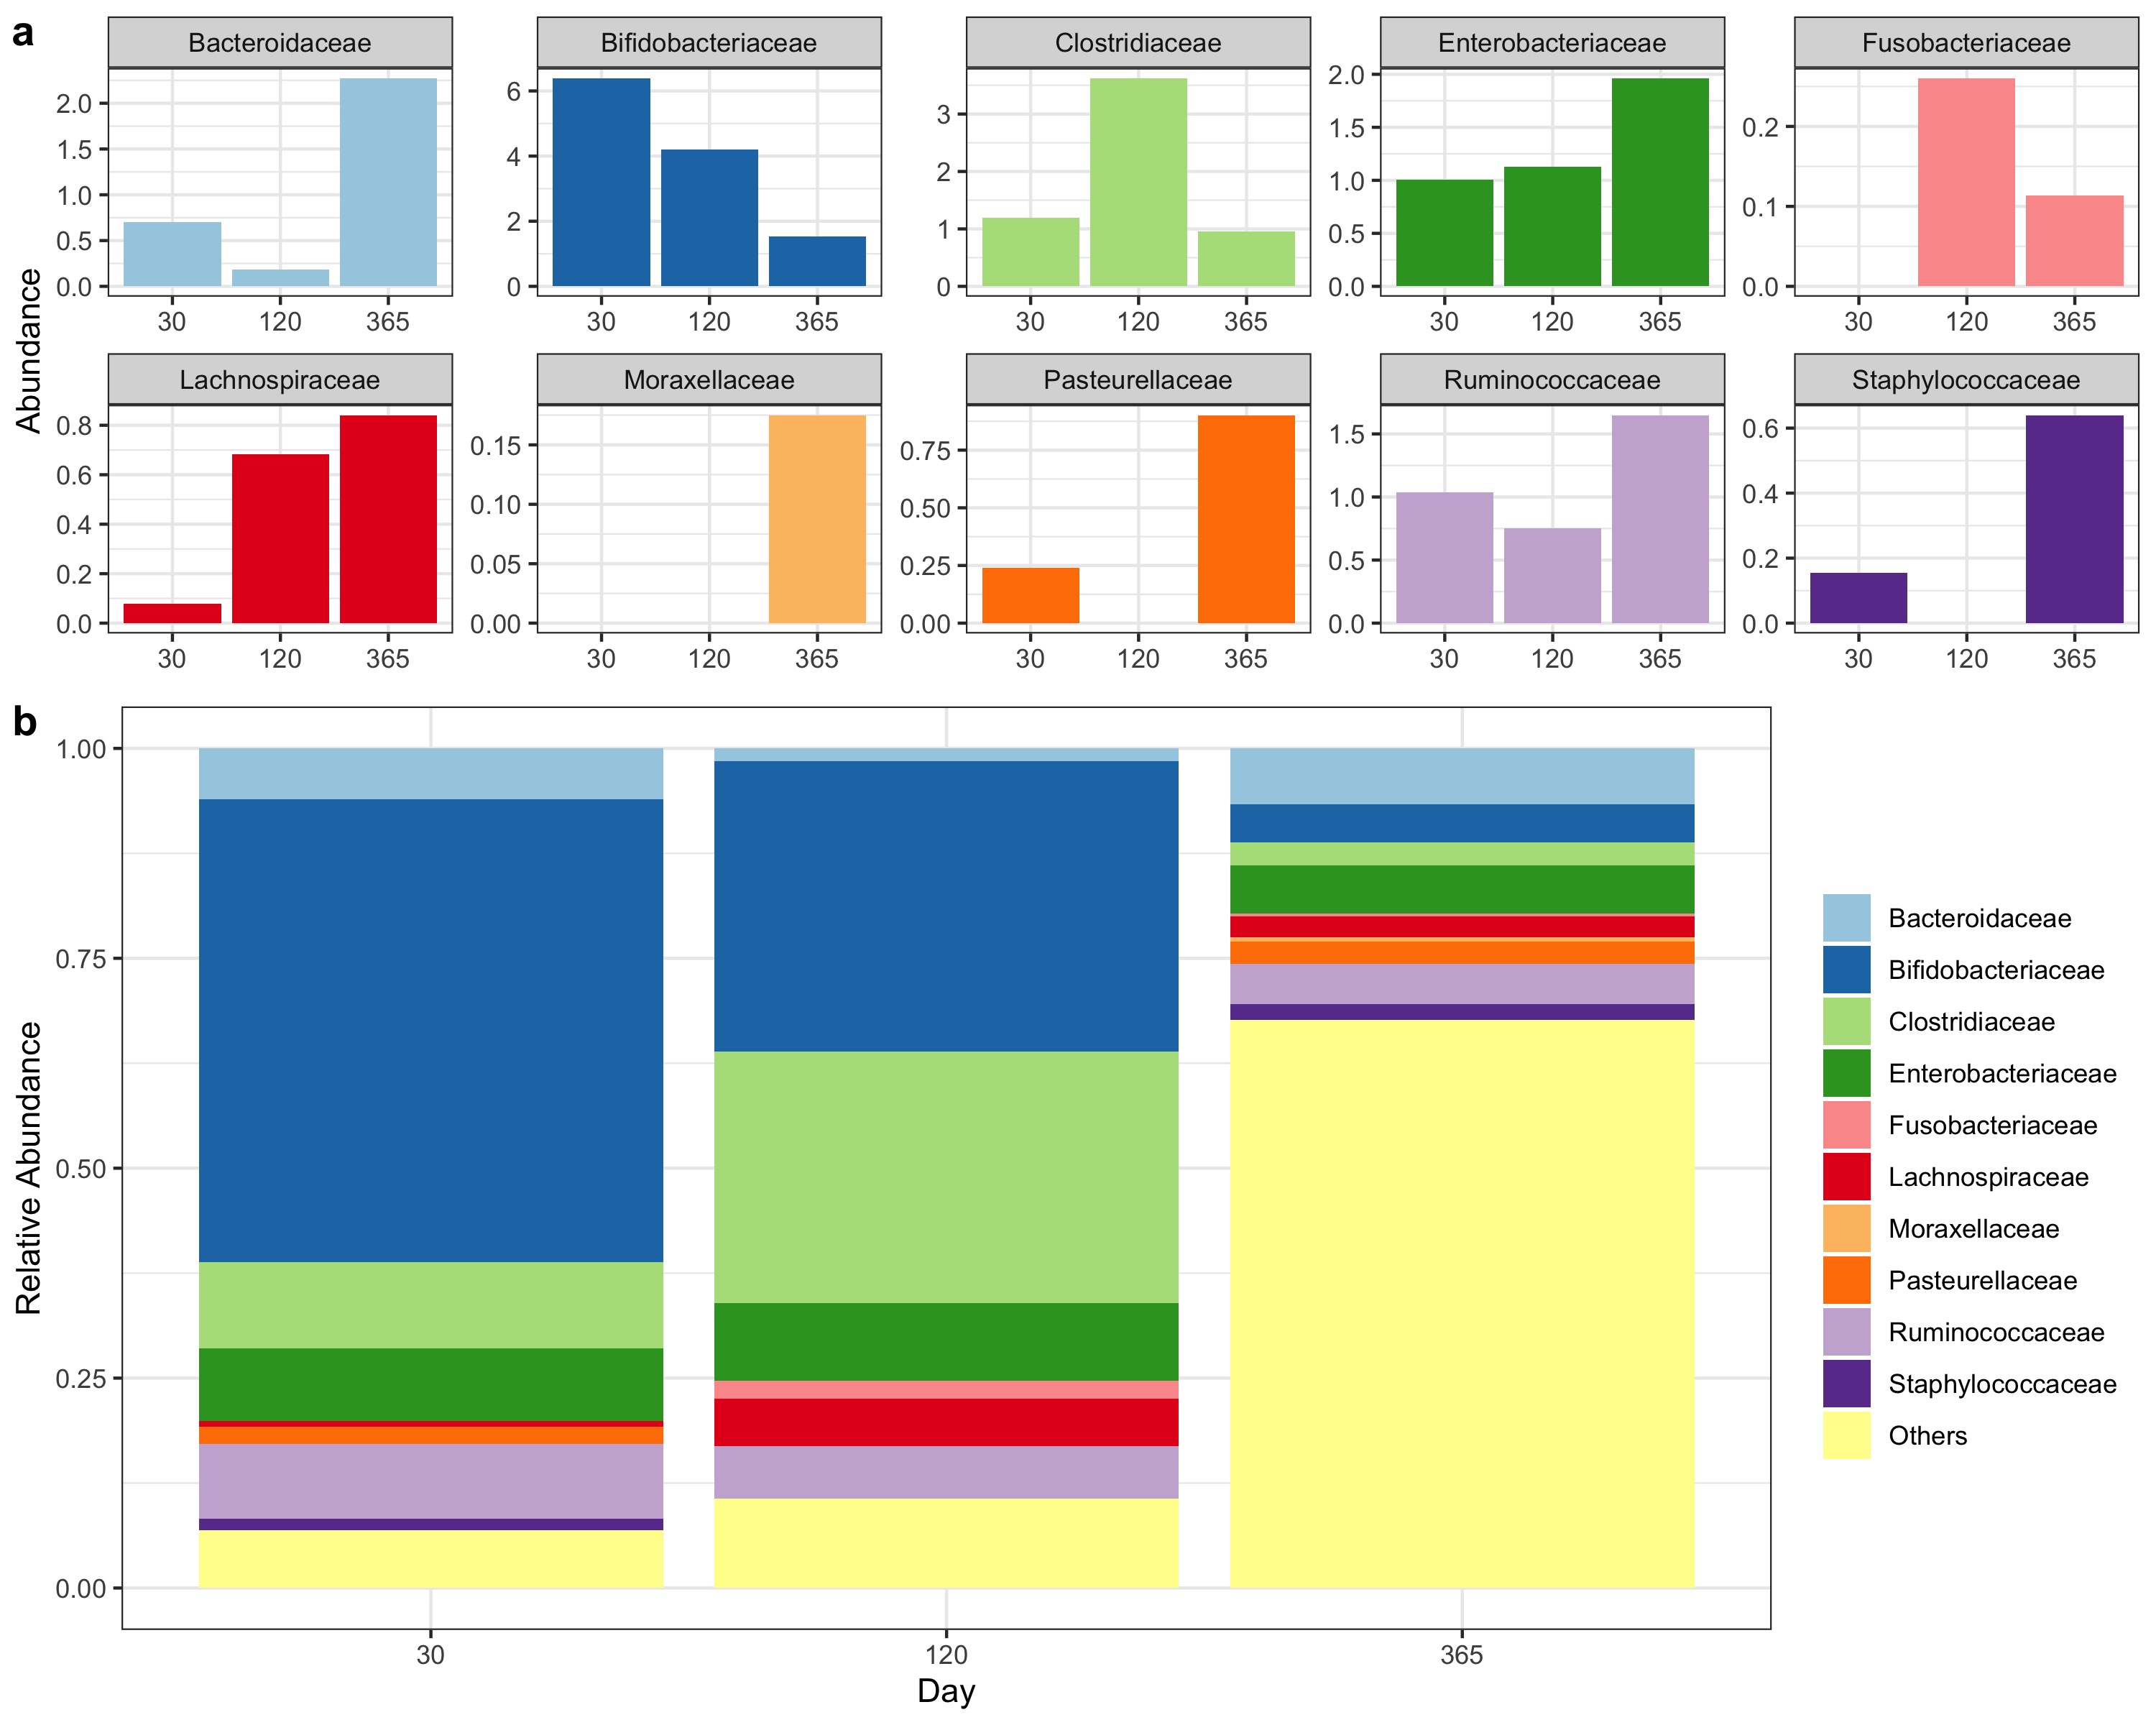 a
Bacteroidaceae Bifidobacteriaceae Clostridiaceae Enterobacteriaceae Fusobacteriaceae
Abundance
2.0 1.5 1.0 0.5 0.0
6 4 2 0
3 2 1 0
2.0 1.5 1.0 0.5 0.0
0.2 0.1 0.0
30 120 365 30 120 365 30 120 365 30 120 365 30 120 365
Lachnospiraceae Moraxellaceae Pasteurellaceae Ruminococcaceae Staphylococcaceae
0.8 0.6 0.4 0.2 0.0
0.15 0.10 0.05 0.00
0.75 0.50 0.25 0.00
1.5 1.0 0.5 0.0
0.6 0.4 0.2 0.0
30 120 365 30 120 365 30 120 365 30 120 365 30 120 365
b
Relative Abundance
1.00
0.75
0.50
0.25
0.00
30 120 365
Day
Bacteroidaceae
Bifidobacteriaceae
Clostridiaceae
Enterobacteriaceae
Fusobacteriaceae
Lachnospiraceae
Moraxellaceae
Pasteurellaceae
Ruminococcaceae
Staphylococcaceae
Others